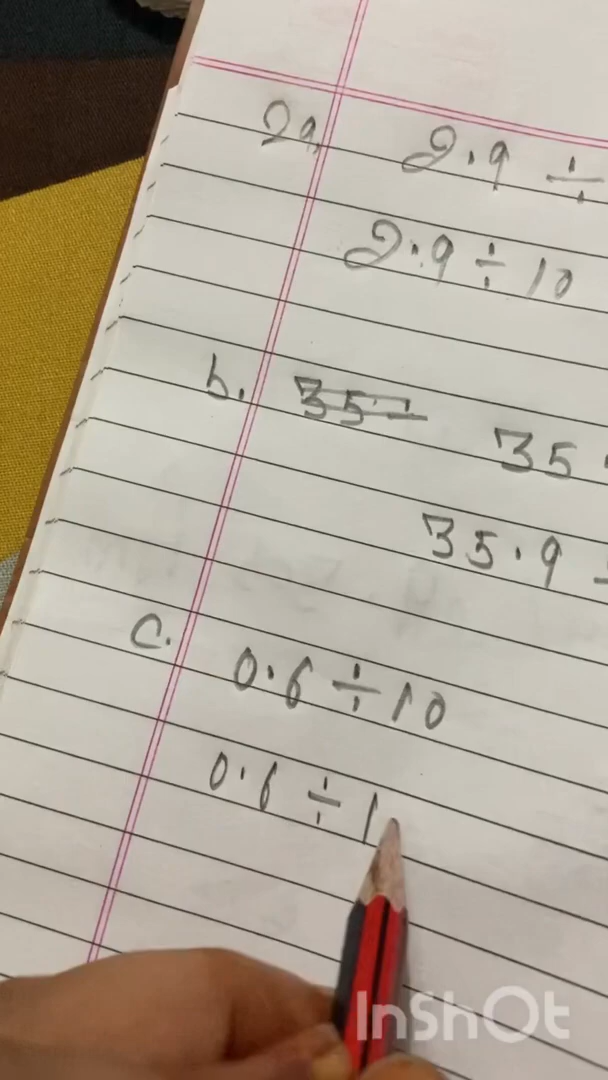 2a, 2.9 ÷
2.9 ÷ 10
b. 35 35.
35.9 ÷
c. 0.6 ÷ 10
0.6 ÷ 1
InShOt